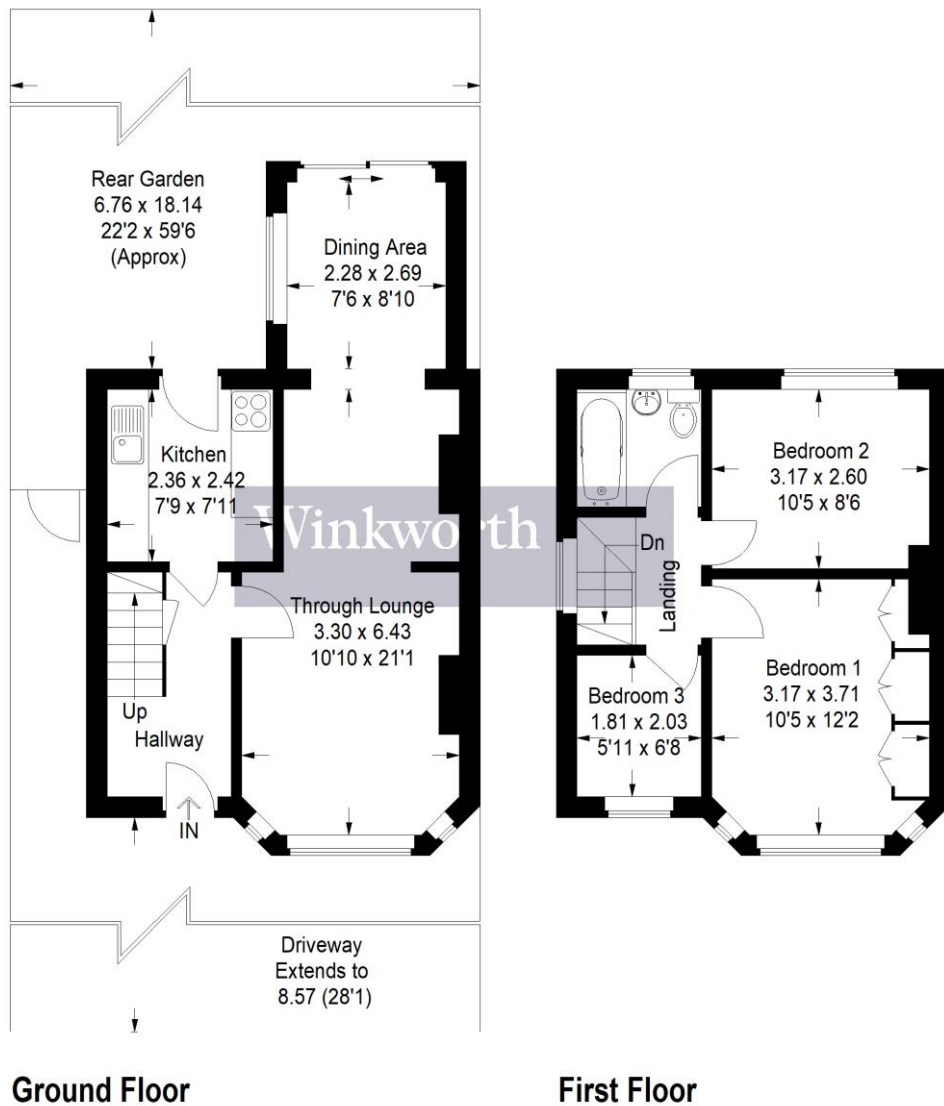 Rear Garden
6.76 x 18.14
22'2 x 59'6
(Approx)
Dining Area
2.28 x 2.69
7'6 x 8'10
Kitchen
2.36 x 2.42
7'9 x 7'11
Winkworth
Through Lounge
3.30 x 6.43
10'10 x 21'1
Up
Hallway
IN
Driveway
Extends to
8.57 (28'1)
Ground Floor
Bedroom 2
3.17 x 2.60
10'5 x 8'6
Dn
Landing
Bedroom 1
3.17 x 3.71
10'5 x 12'2
Bedroom 3
1.81 x 2.03
5'11 x 6'8
First Floor